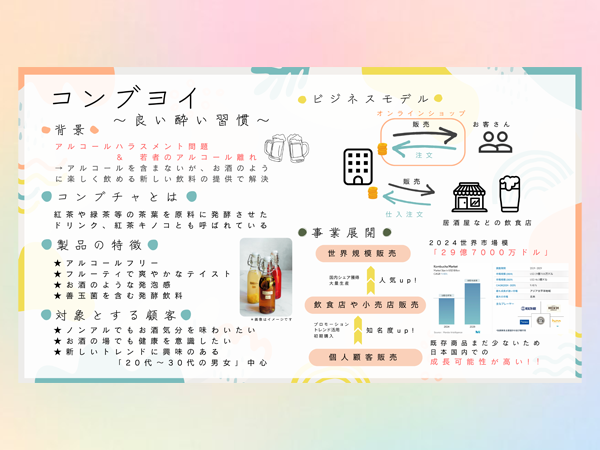 コンブヨイ
～良い酔い習慣～
背景
アルコールハラスメント問題
& 若者のアルコール離れ
→アルコールを含まないが、お酒のよう
に楽しく飲める新しい飲料の提供で解決
コンブチャとは
紅茶や緑茶等の茶葉を原料に発酵させた
ドリンク、紅茶キノコとも呼ばれている
製品の特徴
★アルコールフリー
★フルーティで爽やかなテイスト
★お酒のような発泡感
★善玉菌を含む発酵飲料
※画像はイメージです
対象とする顧客
★ノンアルでもお酒気分を味わいたい
★お酒の場でも健康を意識したい
★新しいトレンドに興味のある
「20代～30代の男女」中心
ビジネスモデル
オンラインショップ
販売
お客さん
注文
販売
仕入注文
居酒屋などの飲食店
事業展開
世界規模販売
国内シェア獲得
大量生産
人気up!
飲食店や小売店販売
プロモーション
トレンド活用
初期購入
知名度up!
個人顧客販売
2024世界市場規模
「29億7000万ドル」
既存商品まだ少ないため
日本国内での
成長可能性が高い!!